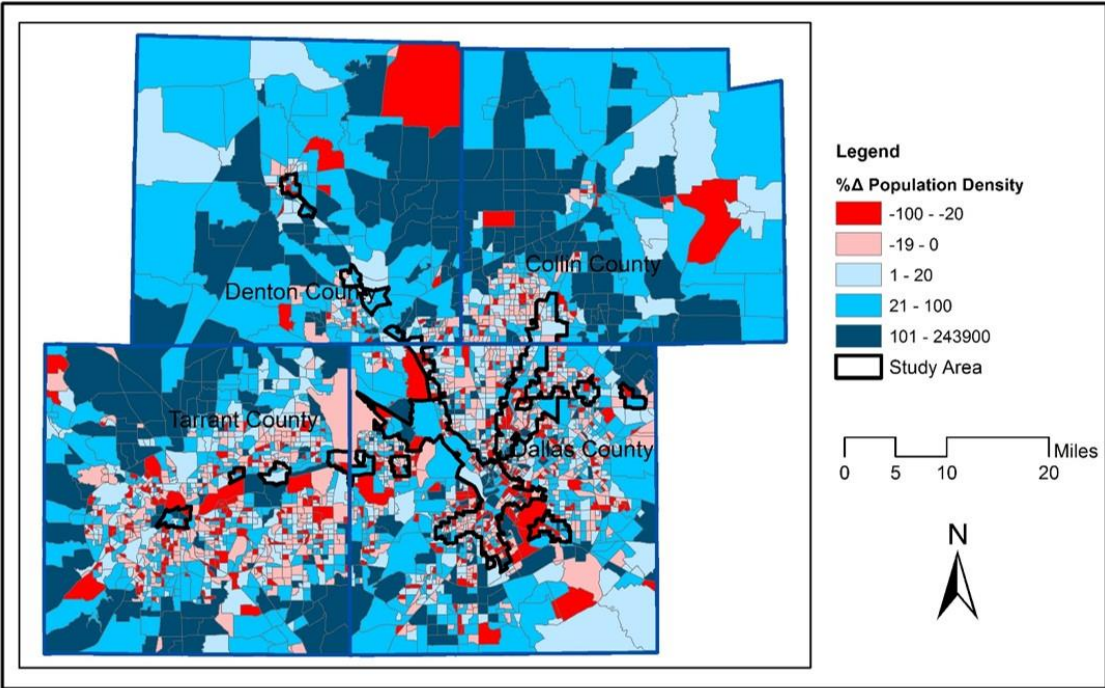 Collin County
Denton County
Tarrant County
Dallas County
Legend
%Δ Population Density
-100 - -20
-19 - 0
1 - 20
21 - 100
101 - 243900
Study Area
Miles
0 5 10 20
N